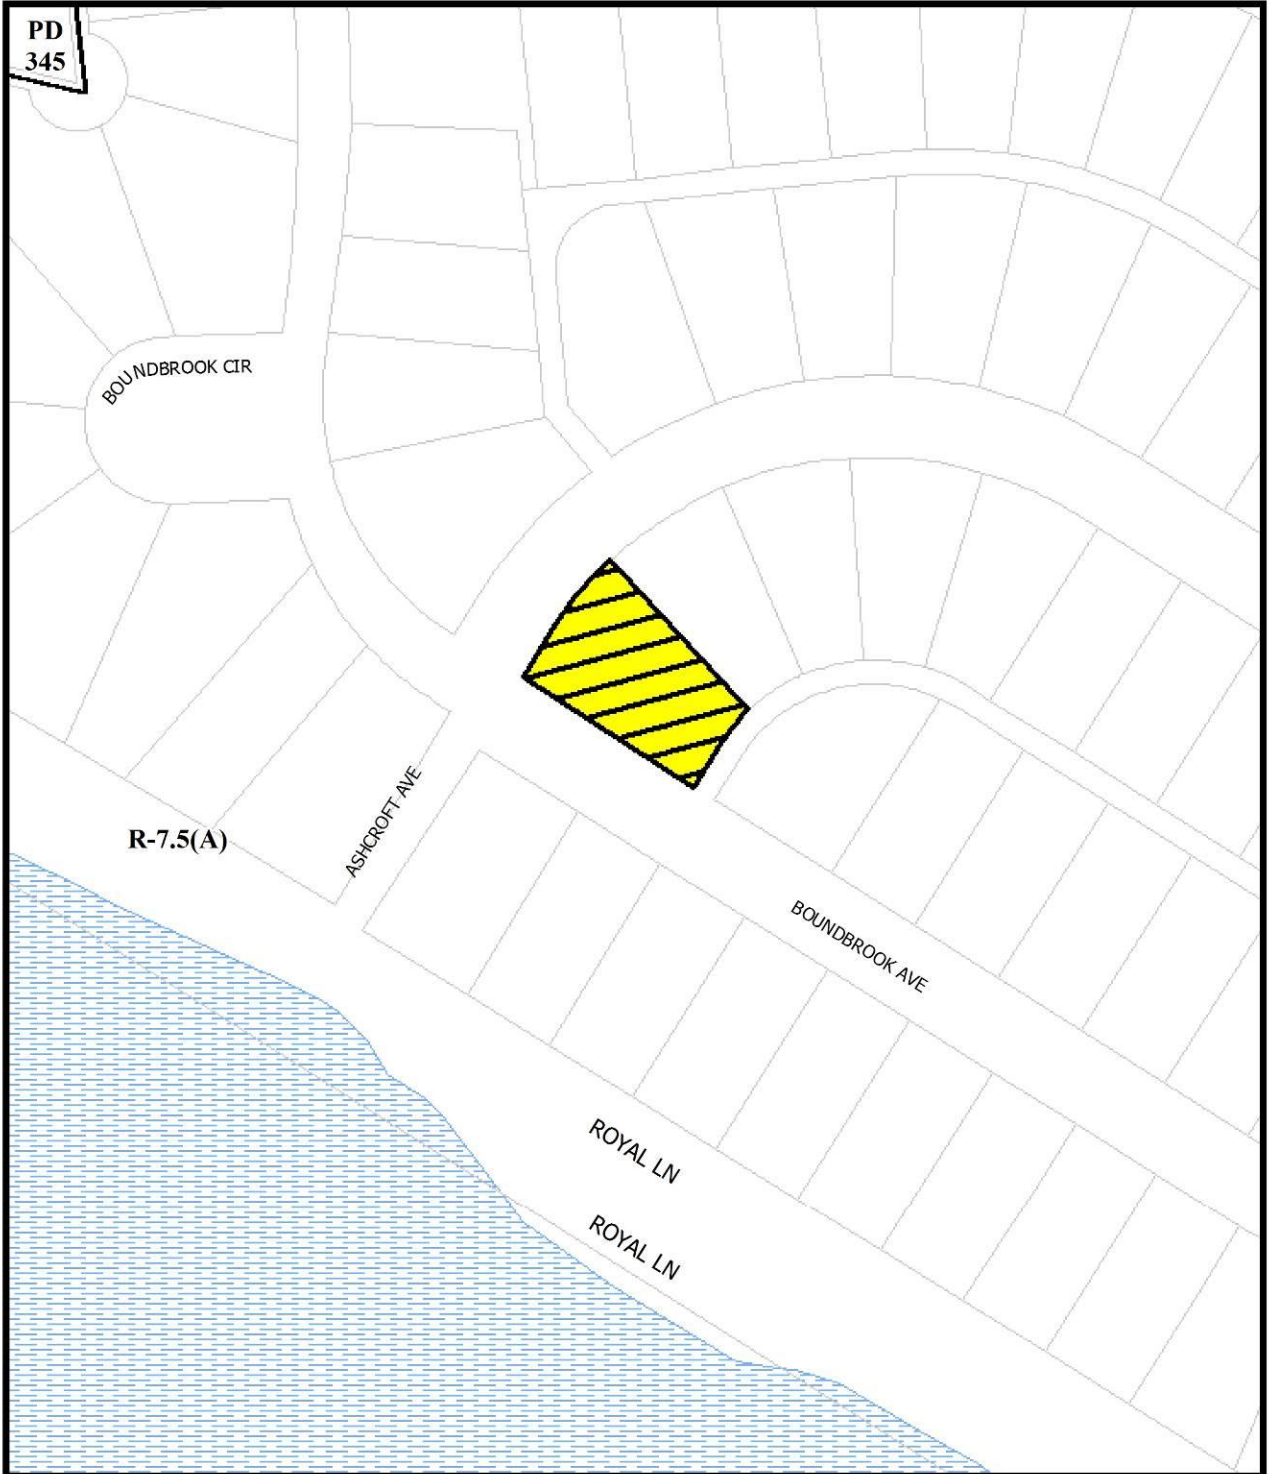 PD
345
BOUNDBROOK CIR
ASHCROFT AVE
R-7.5(A)
BOUNDBROOK AVE
ROYAL LN
ROYAL LN